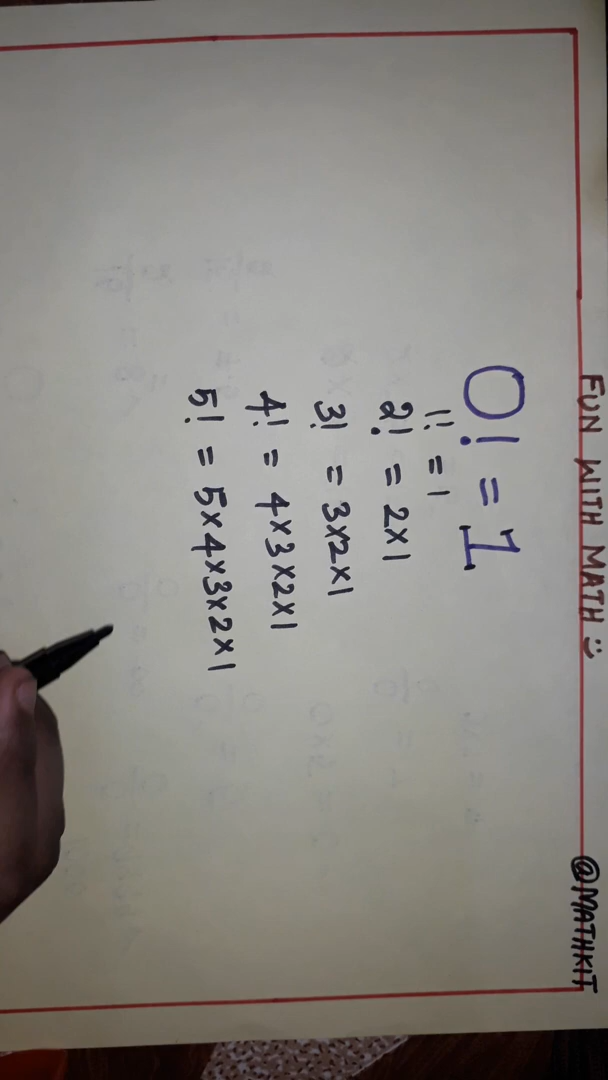 FUN WITH MATH :)
@MATHKIT
0! = 1
1! = 1
2! = 2×1
3! = 3×2×1
4! = 4×3×2×1
5! = 5×4×3×2×1